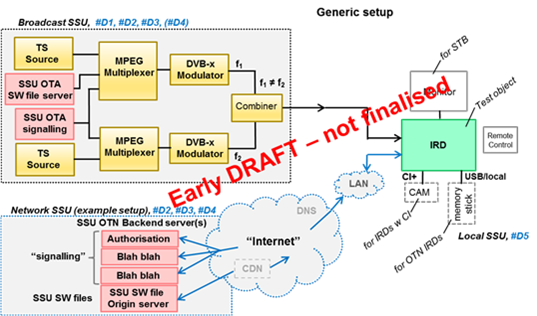 Generic setup
Broadcast SSU, #D1, #D2, #D3, (#D4)
TS
Source
SSU OTA
SW file server
SSU OTA
signalling
TS
Source
MPEG
Multiplexer
MPEG
Multiplexer
DVB-x
Modulator
DVB-x
Modulator
f1
f1 ≠ f2
f2
Combiner
for STB
Monitor
Test object
IRD
Remote
Control
CI+
USB/local
CAM
memory
stick
for IRDs w CI
for OTN IRDs
Local SSU, #D5
LAN
DNS
"Internet"
CDN
Network SSU (example setup), #D2, #D3, #D4
SSU OTN Backend server(s)
"signalling"
Authorisation
Blah blah
Blah blah
SSU SW files
SSU SW file
Origin server
Early DRAFT – not finalised